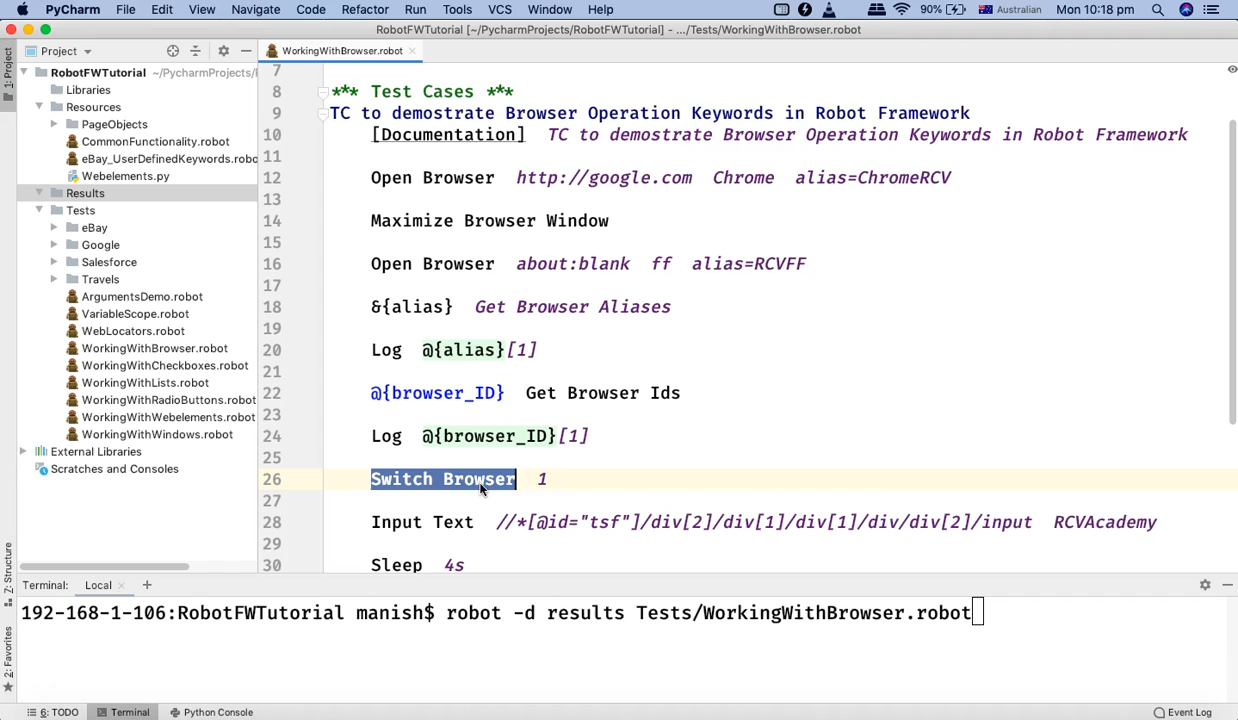 PyCharm File Edit View Navigate Code Refactor Run Tools VCS Window Help 90% Australian Mon 10:18 pm
RobotFWTutorial [~/PycharmProjects/RobotFWTutorial] - .../Tests/WorkingWithBrowser.robot
Project
WorkingWithBrowser.robot
1: Project
RobotFWTutorial ~/PycharmProjects/
Libraries
Resources
PageObjects
CommonFunctionality.robot
eBay_UserDefinedKeywords.robo
Webelements.py
Results
Tests
eBay
Google
Salesforce
Travels
ArgumentsDemo.robot
VariableScope.robot
WebLocators.robot
WorkingWithBrowser.robot
WorkingWithCheckboxes.robot
WorkingWithLists.robot
WorkingWithRadioButtons.robot
WorkingWithWebelements.robot
WorkingWithWindows.robot
External Libraries
Scratches and Consoles
7
8 *** Test Cases ***
9 TC to demostrate Browser Operation Keywords in Robot Framework
10 [Documentation] TC to demostrate Browser Operation Keywords in Robot Framework
11
12 Open Browser http://google.com Chrome alias=ChromeRCV
13
14 Maximize Browser Window
15
16 Open Browser about:blank ff alias=RCVFF
17
18 &{alias} Get Browser Aliases
19
20 Log @{alias}[1]
21
22 @{browser_ID} Get Browser Ids
23
24 Log @{browser_ID}[1]
25
26 Switch Browser 1
27
28 Input Text //*[@id="tsf"]/div[2]/div[1]/div[1]/div/div[2]/input RCVAcademy
29
30 Sleep 4s
Z: Structure
2: Favorites
Terminal: Local +
192-168-1-106:RobotFWTutorial manish$ robot -d results Tests/WorkingWithBrowser.robot
6: TODO Terminal Python Console Event Log